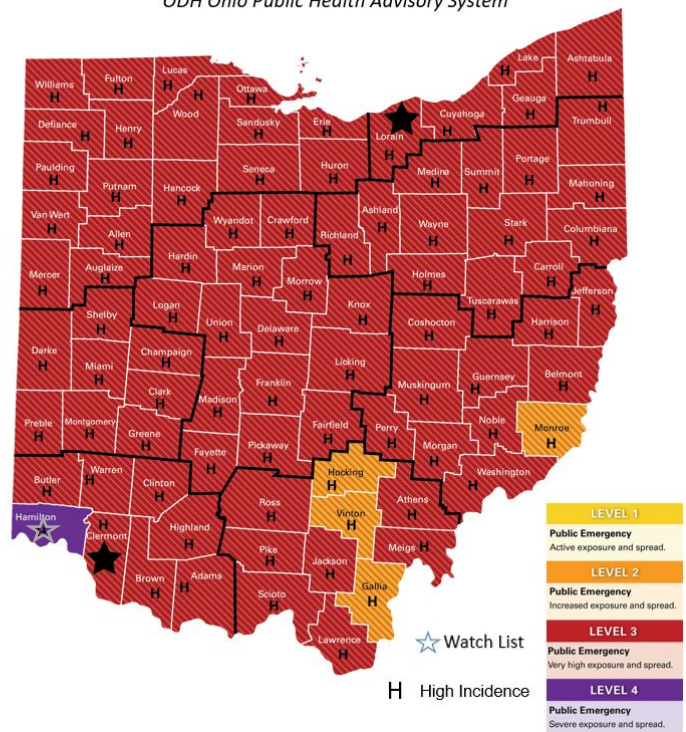 ODH Ohio Public Health Advisory System
Williams
H
Fulton
H
Lucas
H
Wood
Ottawa
H
Lake
H
Ashtabula
H
Geauga
H
Cuyahoga
H
Trumbull
H
Defiance
H
Henry
H
Sandusky
H
Erie
H
Lorain
H
Paulding
H
Putnam
H
Hancock
H
Seneca
H
Huron
H
Medina
H
Summit
H
Portage
H
Mahoning
H
Van Wert
H
Allen
H
Wyandot
H
Crawford
H
Richland
H
Ashland
H
Wayne
H
Stark
H
Columbiana
H
Mercer
H
Auglaize
H
Hardin
H
Marion
H
Morrow
H
Holmes
H
Carroll
H
Jefferson
H
Tuscarawas
H
Shelby
H
Logan
H
Union
H
Knox
H
Coshocton
H
Harrison
H
Delaware
H
Darke
H
Miami
H
Champaign
H
Licking
H
Muskingum
H
Guernsey
H
Belmont
H
Clark
H
Madison
H
Franklin
H
Preble
H
Montgomery
H
Greene
H
Fayette
H
Pickaway
H
Fairfield
H
Perry
H
Morgan
H
Noble
H
Monroe
H
Washington
H
Butler
H
Warren
H
Clinton
H
Hocking
H
Athens
H
Ross
H
Vinton
H
Hamilton
H
Clermont
Highland
H
Pike
H
Jackson
H
Meigs
H
Brown
H
Adams
H
Scioto
H
Gallia
H
Lawrence
H
Watch List
H High Incidence
LEVEL 1
Public Emergency
Active exposure and spread.
LEVEL 2
Public Emergency
Increased exposure and spread.
LEVEL 3
Public Emergency
Very high exposure and spread.
LEVEL 4
Public Emergency
Severe exposure and spread.